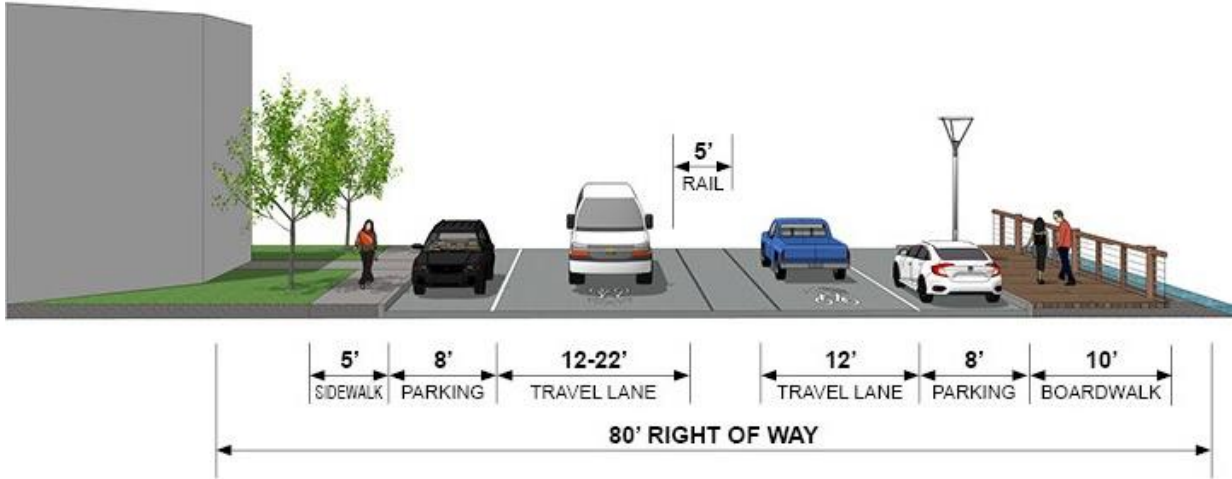 5’
RAIL
5’ 8’ 12-22’ 12’ 8’ 10’
SIDEWALK PARKING TRAVEL LANE TRAVEL LANE PARKING BOARDWALK
80’ RIGHT OF WAY